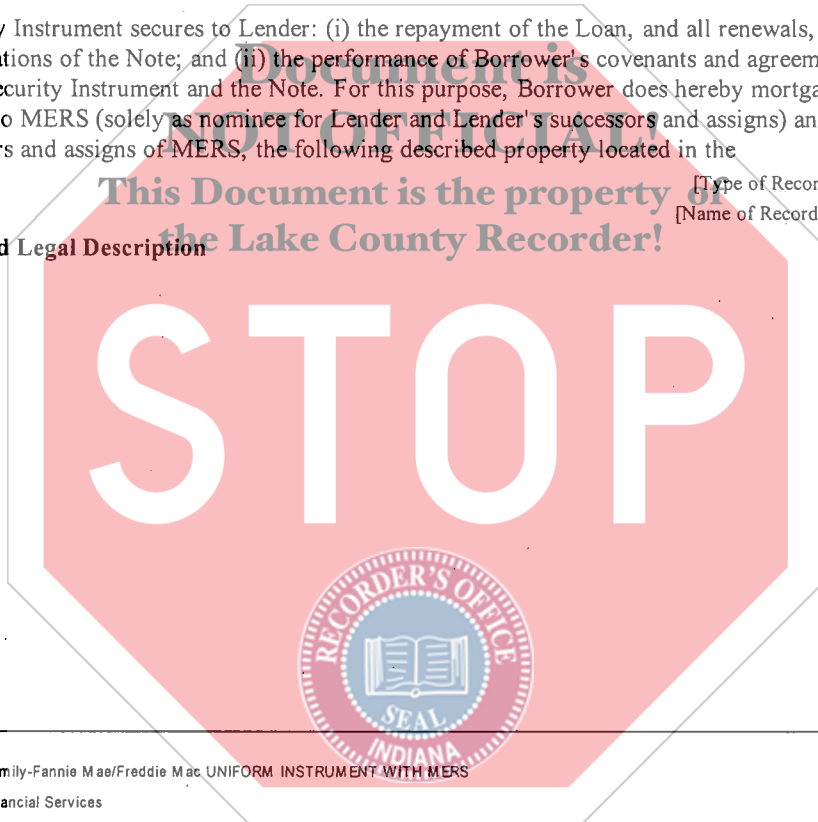 y Instrument secures to Lender: (i) the repayment of the Loan, and all renewals,
tions of the Note; and (ii) the performance of Borrower's covenants and agreem
ecurity Instrument and the Note. For this purpose, Borrower does hereby mortga
o MERS (solely as nominee for Lender and Lender's successors and assigns) an
rs and assigns of MERS, the following described property located in the
[Type of Recor
[Name of Record
d Legal Description
Document is
NOT OFFICIAL!
This Document is the property of
the Lake County Recorder!
STOP
RECORDER'S OFFICE
SEAL
INDIANA
mily-Fannie Mae/Freddie Mac UNIFORM INSTRUMENT WITH MERS
ancial Services